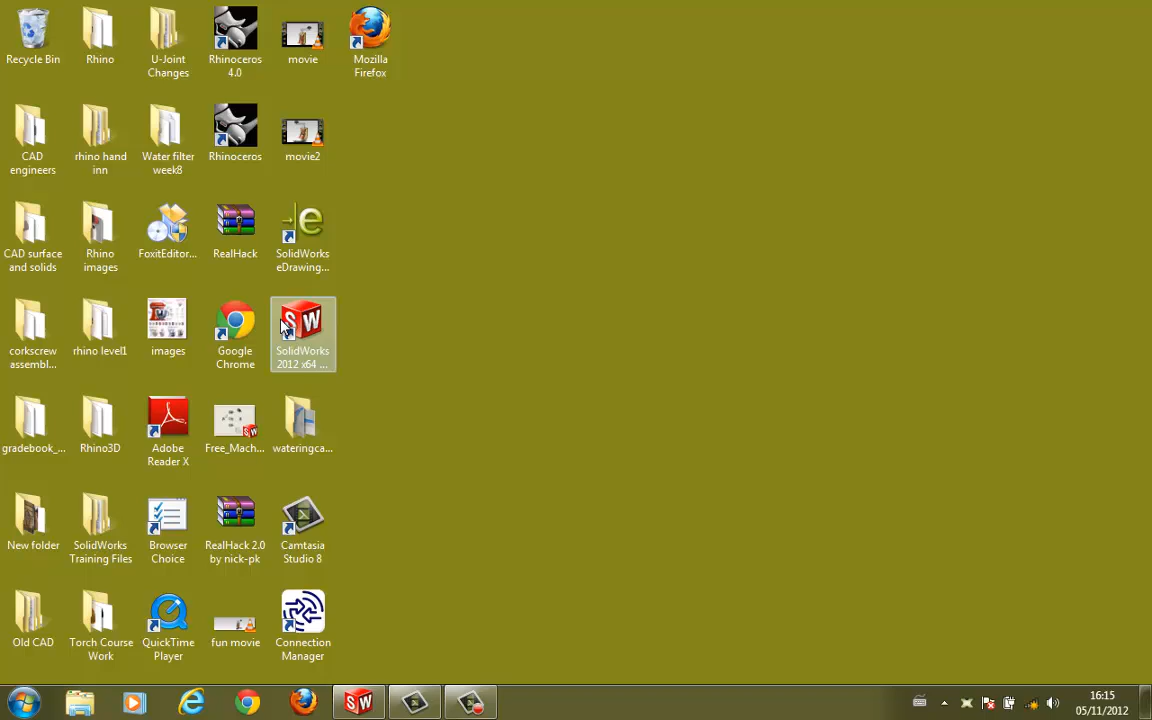 Recycle Bin
Rhino
U-Joint
Changes
Rhinoceros
4.0
movie
Mozilla
Firefox
CAD
engineers
rhino hand
inn
Water filter
week8
Rhinoceros
movie2
CAD surface
and solids
Rhino
images
FoxitEditor...
RealHack
SolidWorks
eDrawing...
corkscrew
assembl...
rhino level1
images
Google
Chrome
SolidWorks
2012 x64 ...
gradebook_...
Rhino3D
Adobe
Reader X
Free_Mach...
wateringca...
New folder
SolidWorks
Training Files
Browser
Choice
RealHack 2.0
by nick-pk
Camtasia
Studio 8
Old CAD
Torch Course
Work
QuickTime
Player
fun movie
Connection
Manager
16:15
05/11/2012